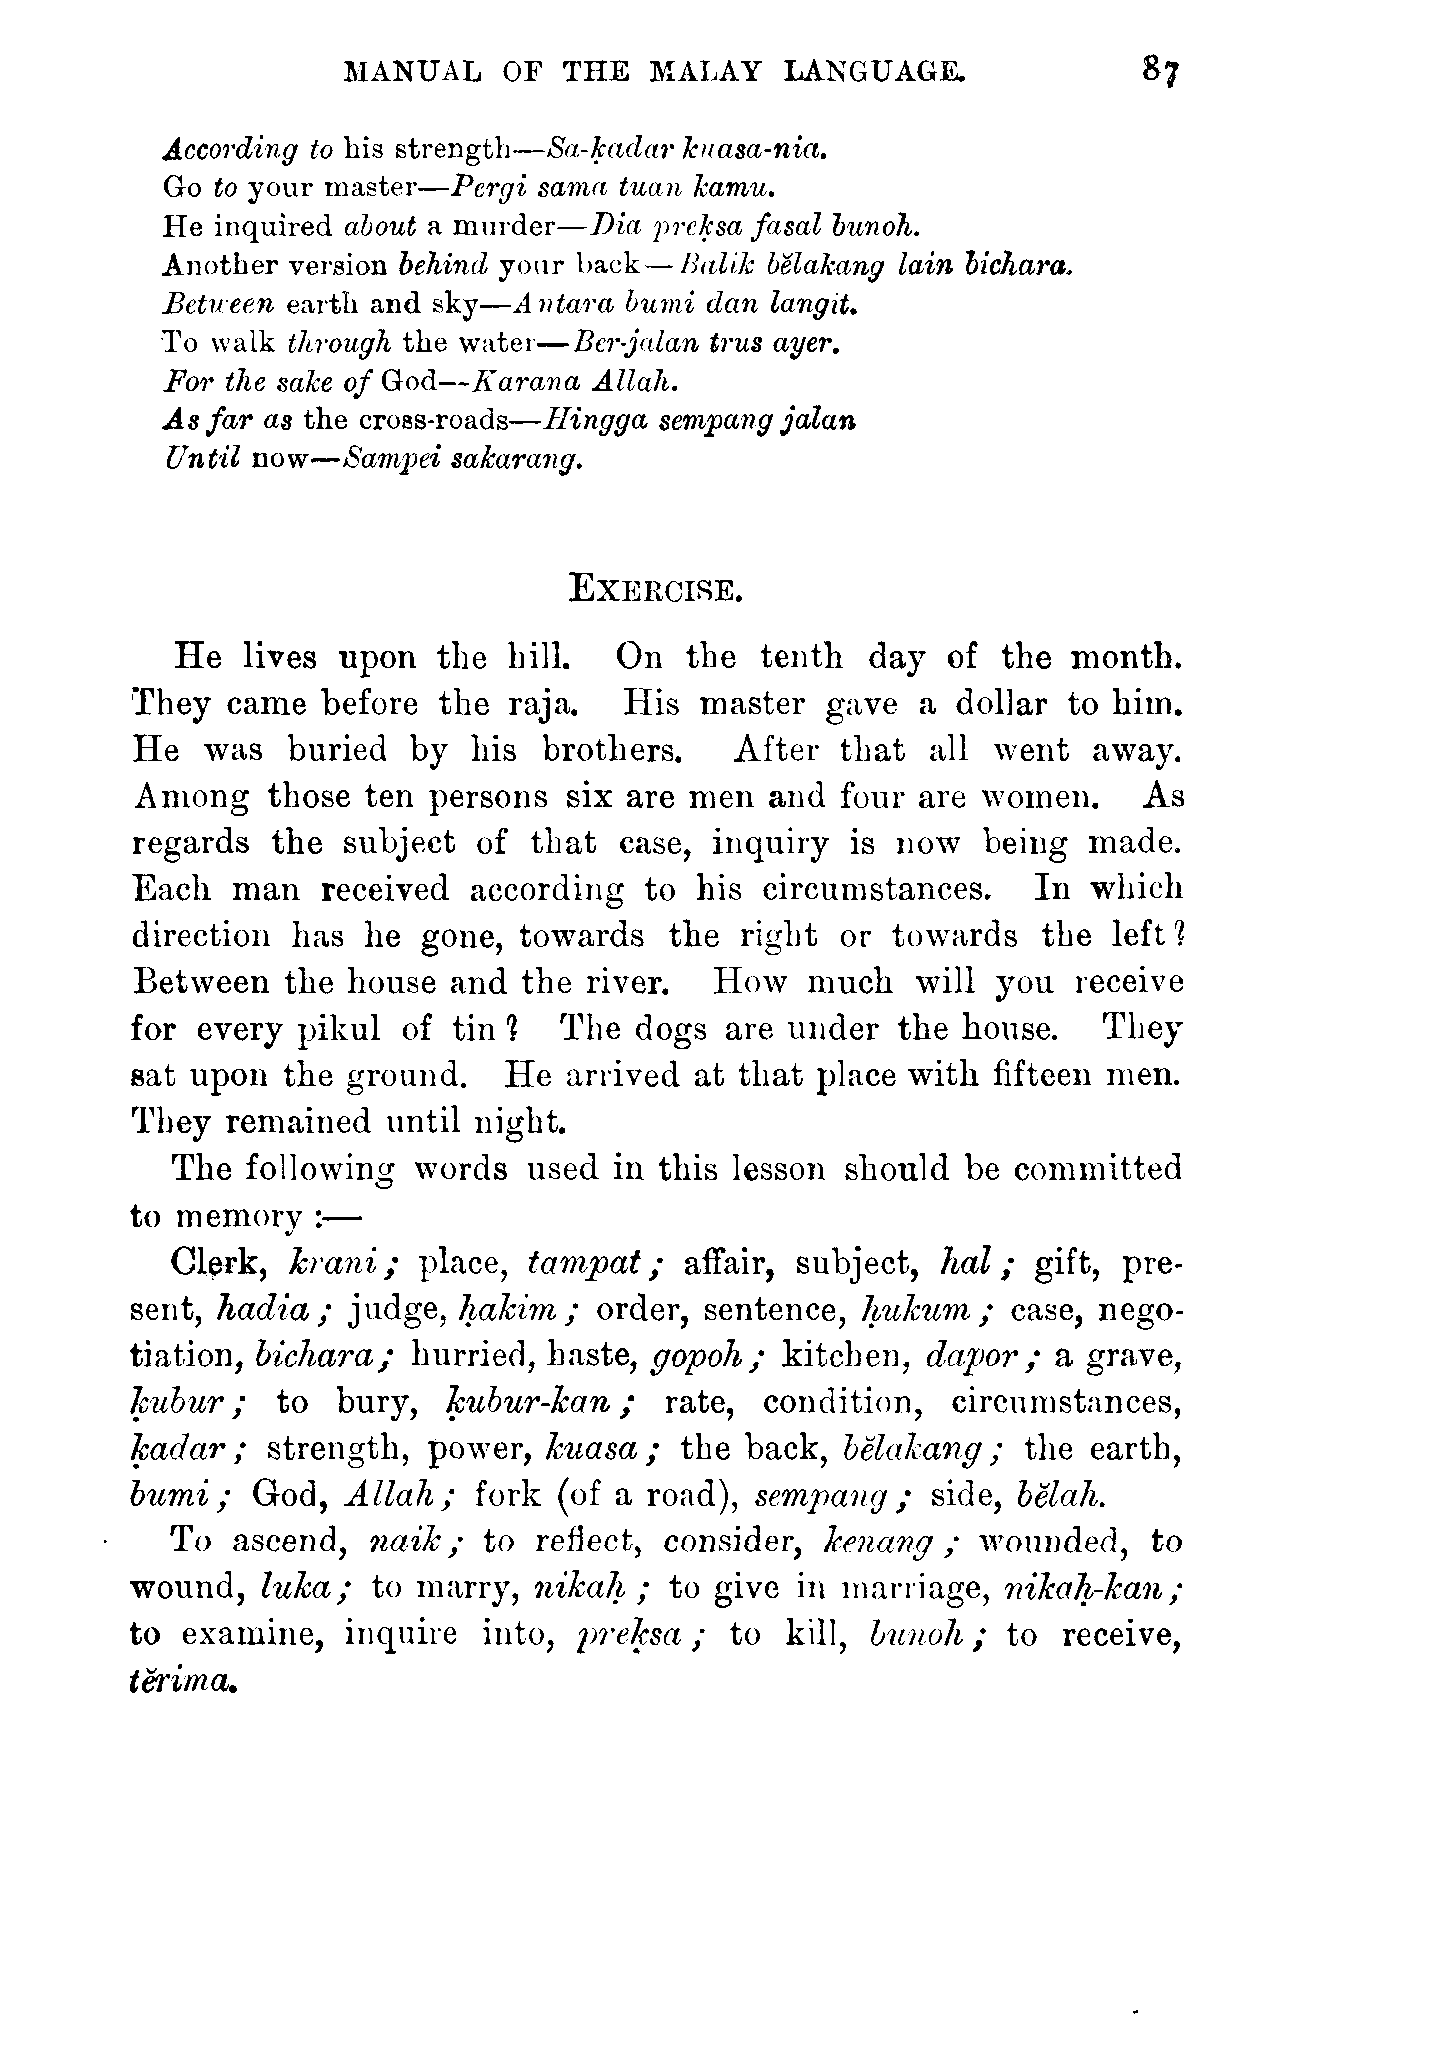 MANUAL OF THE MALAY LANGUAGE. 87
According to his strength—Sa-ḳadar kuasa-nia.
Go to your master—Pergi sama tuan kamu.
He inquired about a murder—Dia preḳsa fasal bunoh.
Another version behind your back—Balik bĕlakang lain bichara.
Between earth and sky—Antara bumi dan langit.
To walk through the water—Ber-jalan trus ayer.
For the sake of God—Karana Allah.
As far as the cross-roads—Hingga sempang jalan
Until now—Sampei sakarang.
EXERCISE.
He lives upon the hill. On the tenth day of the month.
They came before the raja. His master gave a dollar to him.
He was buried by his brothers. After that all went away.
Among those ten persons six are men and four are women. As
regards the subject of that case, inquiry is now being made.
Each man received according to his circumstances. In which
direction has he gone, towards the right or towards the left?
Between the house and the river. How much will you receive
for every pikul of tin? The dogs are under the house. They
sat upon the ground. He arrived at that place with fifteen men.
They remained until night.
The following words used in this lesson should be committed
to memory :—
Clerk, krani; place, tampat; affair, subject, hal; gift, pre-
sent, hadia; judge, ḥakim; order, sentence, ḥukum; case, nego-
tiation, bichara; hurried, haste, gopoh; kitchen, dapor; a grave,
ḳubur; to bury, ḳubur-kan; rate, condition, circumstances,
ḳadar; strength, power, kuasa; the back, bĕlakang; the earth,
bumi; God, Allah; fork (of a road), sempang; side, bĕlah.
To ascend, naik; to reflect, consider, kenang; wounded, to
wound, luka; to marry, nikaḥ; to give in marriage, nikaḥ-kan;
to examine, inquire into, preḳsa; to kill, bunoh; to receive,
tĕrima.